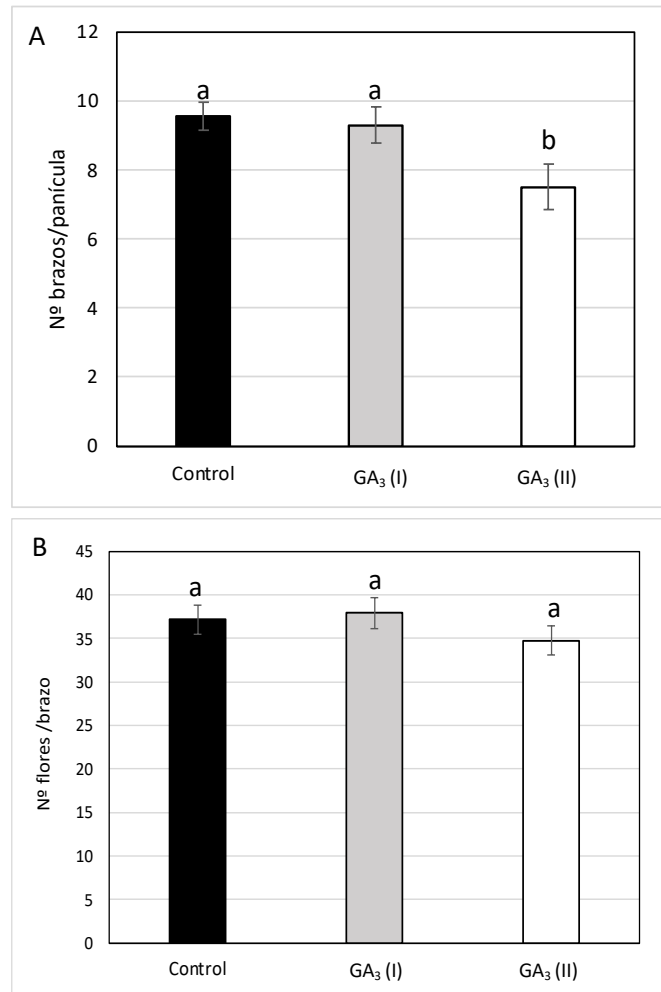 A
Nº brazos/panícula
12
10
8
6
4
2
0
a
a
b
Control
GA₃ (I)
GA₃ (II)
B
Nº flores /brazo
45
40
35
30
25
20
15
10
5
0
a
a
a
Control
GA₃ (I)
GA₃ (II)